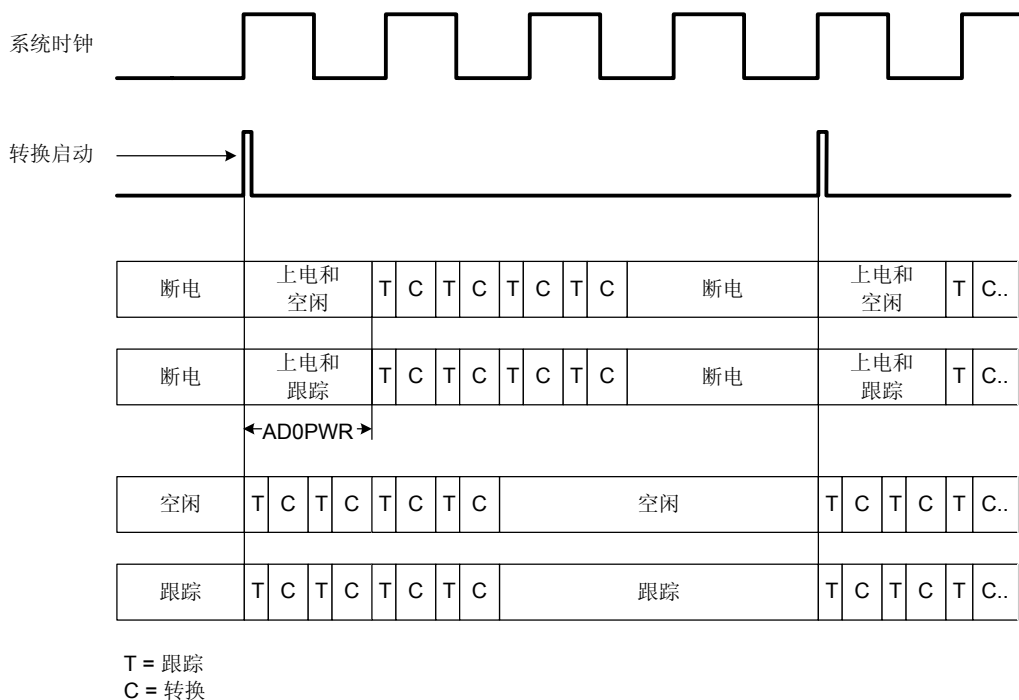 系统时钟
转换启动
断电 上电和空闲 T C T C T C T C 断电 上电和空闲 T C..
断电 上电和跟踪 T C T C T C T C 断电 上电和跟踪 T C..
AD0PWR
空闲 T C T C T C T C 空闲 T C T C T C..
跟踪 T C T C T C T C 跟踪 T C T C T C..
T = 跟踪
C = 转换